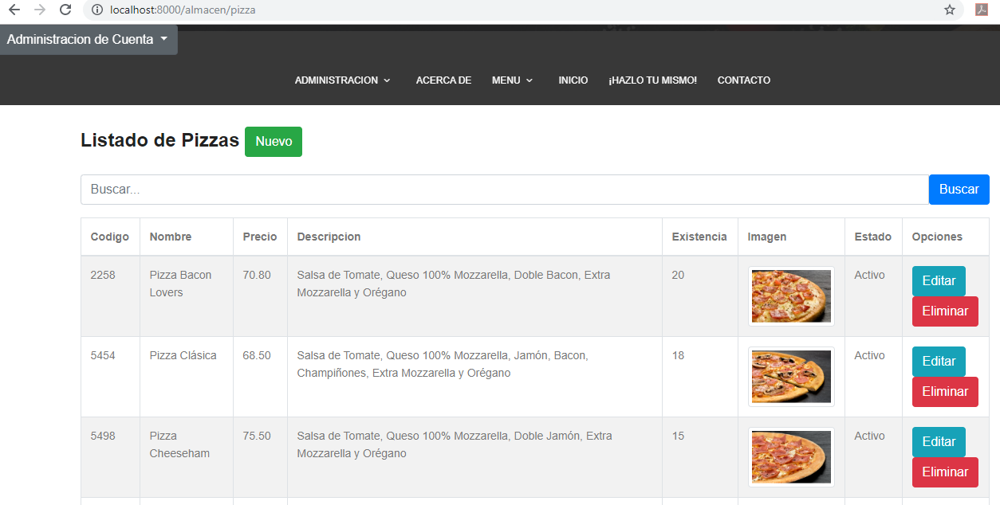 localhost:8000/almacen/pizza
Administracion de Cuenta
ADMINISTRACION ACERCA DE MENU INICIO ¡HAZLO TU MISMO! CONTACTO
Listado de Pizzas Nuevo
Buscar... Buscar
Codigo Nombre Precio Descripcion Existencia Imagen Estado Opciones
2258 Pizza Bacon 70.80 Salsa de Tomate, Queso 100% Mozzarella, Doble Bacon, Extra 20 Activo Editar
Lovers Mozzarella y Orégano
Eliminar
5454 Pizza Clásica 68.50 Salsa de Tomate, Queso 100% Mozzarella, Jamón, Bacon, 18 Activo Editar
Champiñones, Extra Mozzarella y Orégano
Eliminar
5498 Pizza 75.50 Salsa de Tomate, Queso 100% Mozzarella, Doble Jamón, Extra 15 Activo Editar
Cheeseham Mozzarella y Orégano
Eliminar